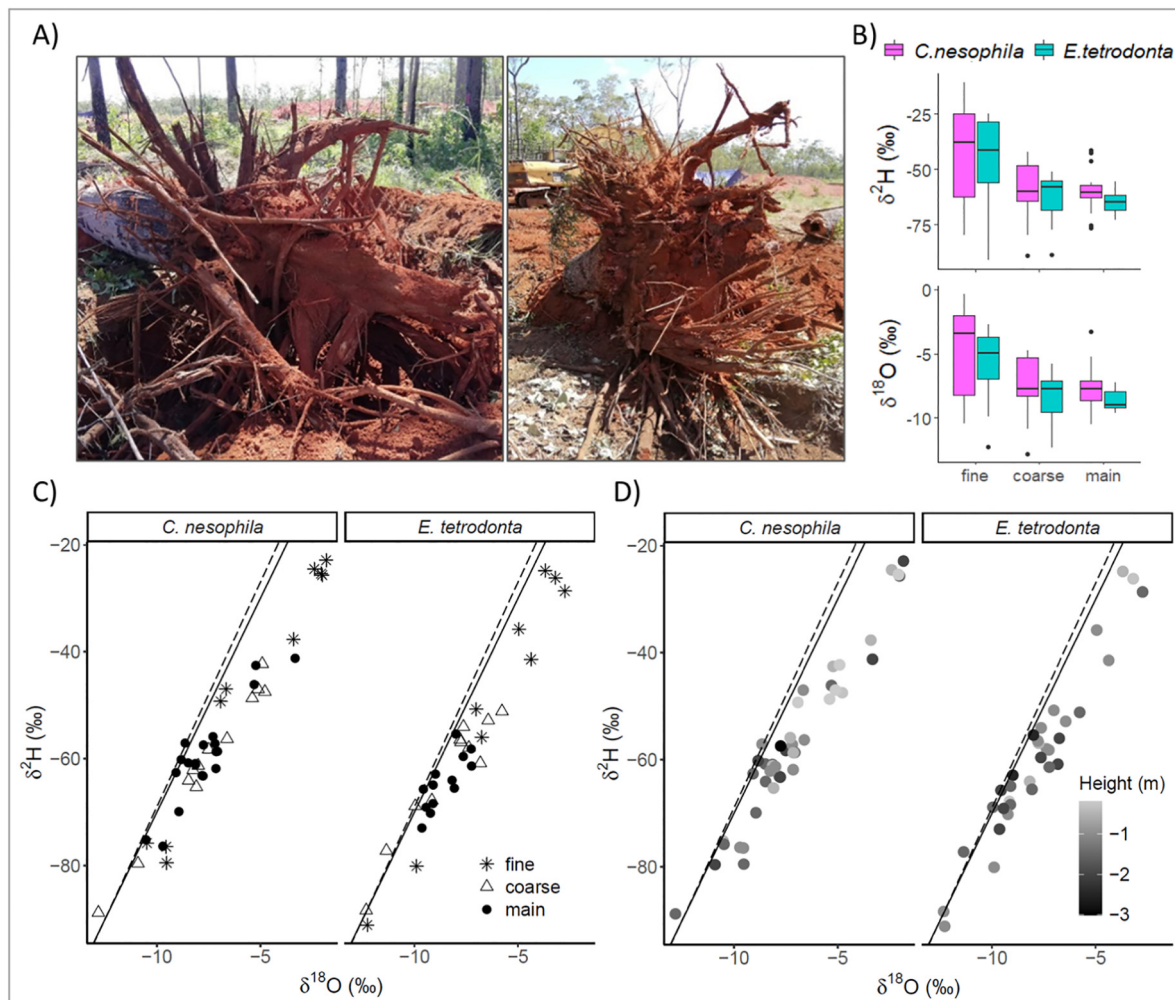 A)
B)
C.nesophila E.tetrodonta
δ²H (‰)
-25
-50
-75
δ¹⁸O (‰)
0
-5
-10
fine coarse main
C)
C. nesophila E. tetrodonta
δ²H (‰)
−20
−40
−60
−80
fine
coarse
main
−10 −5 −10 −5
δ¹⁸O (‰)
D)
C. nesophila E. tetrodonta
δ²H (‰)
−20
−40
−60
−80
Height (m)
−1
−2
−3
−10 −5 −10 −5
δ¹⁸O (‰)